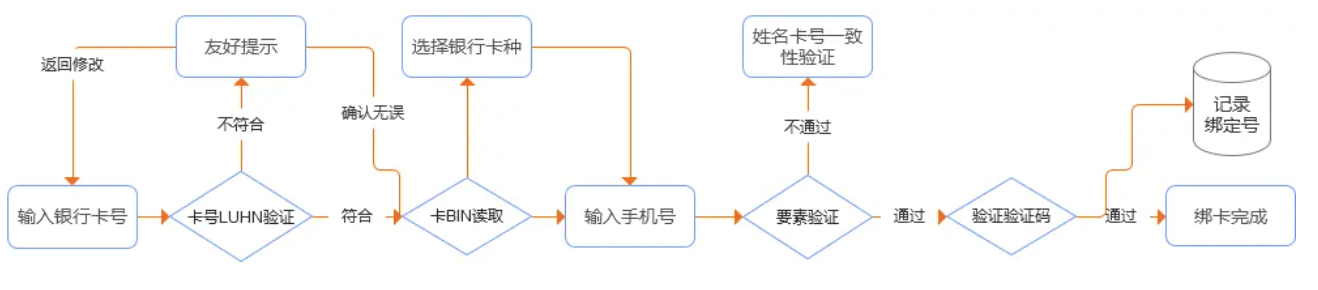 友好提示
选择银行卡种
姓名卡号一致
性验证
返回修改
记录
绑定号
确认无误
不符合
不通过
输入银行卡号
卡号LUHN验证
符合
卡BIN读取
输入手机号
要素验证
通过
验证验证码
通过
绑卡完成